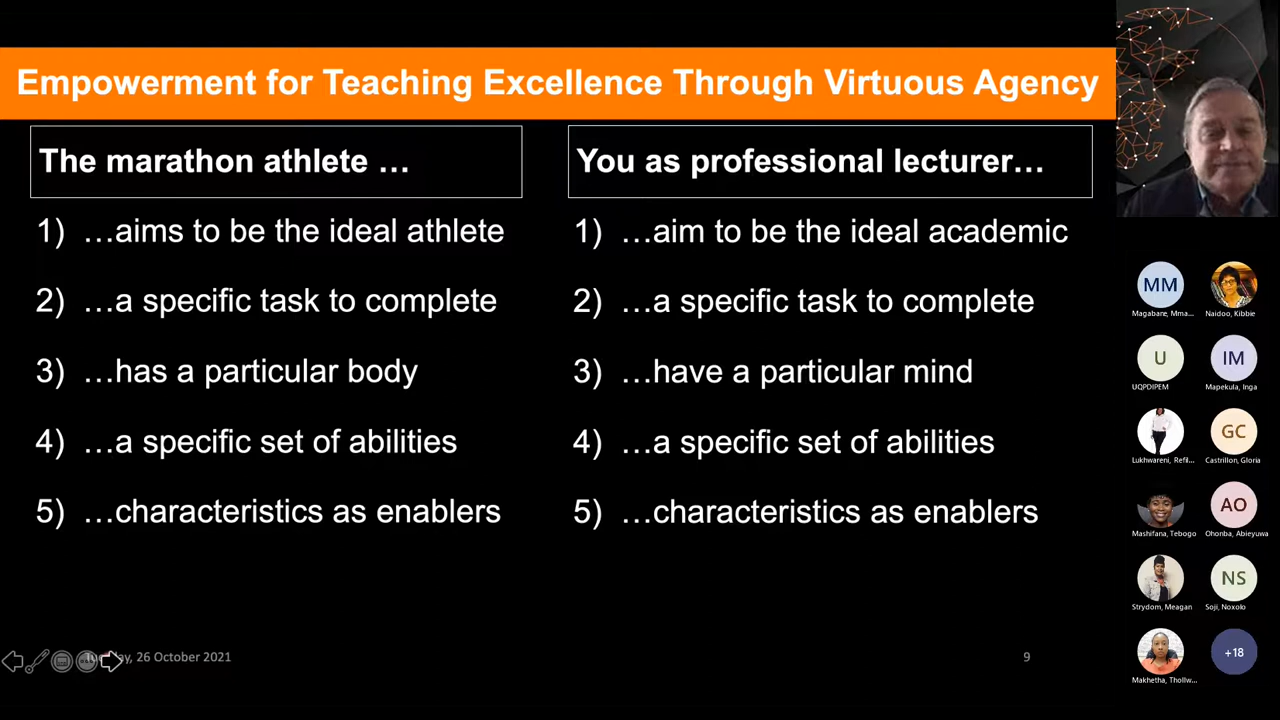 Empowerment for Teaching Excellence Through Virtuous Agency
The marathon athlete …
1) …aims to be the ideal athlete
2) …a specific task to complete
3) …has a particular body
4) …a specific set of abilities
5) …characteristics as enablers
You as professional lecturer…
1) …aim to be the ideal academic
2) …a specific task to complete
3) …have a particular mind
4) …a specific set of abilities
5) …characteristics as enablers
26 October 2021
9
MM
Magabane, Mma...
Naidoo, Kibbie
U
UQPDIPEM
IM
Mapekula, Inga
Lukhwareni, Refil...
GC
Castrillon, Gloria
Mashifana, Tebogo
AO
Ohonba, Abieyuwa
Strydom, Meagan
NS
Soji, Noxolo
Makhetha, Thollw...
+18